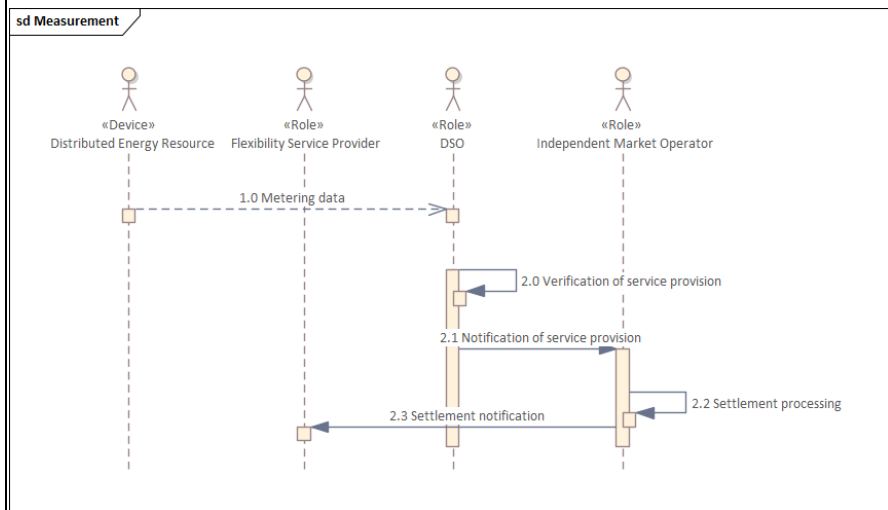 sd Measurement
«Device» «Role» «Role» «Role»
Distributed Energy Resource Flexibility Service Provider DSO Independent Market Operator
1.0 Metering data
2.0 Verification of service provision
2.1 Notification of service provision
2.2 Settlement processing
2.3 Settlement notification